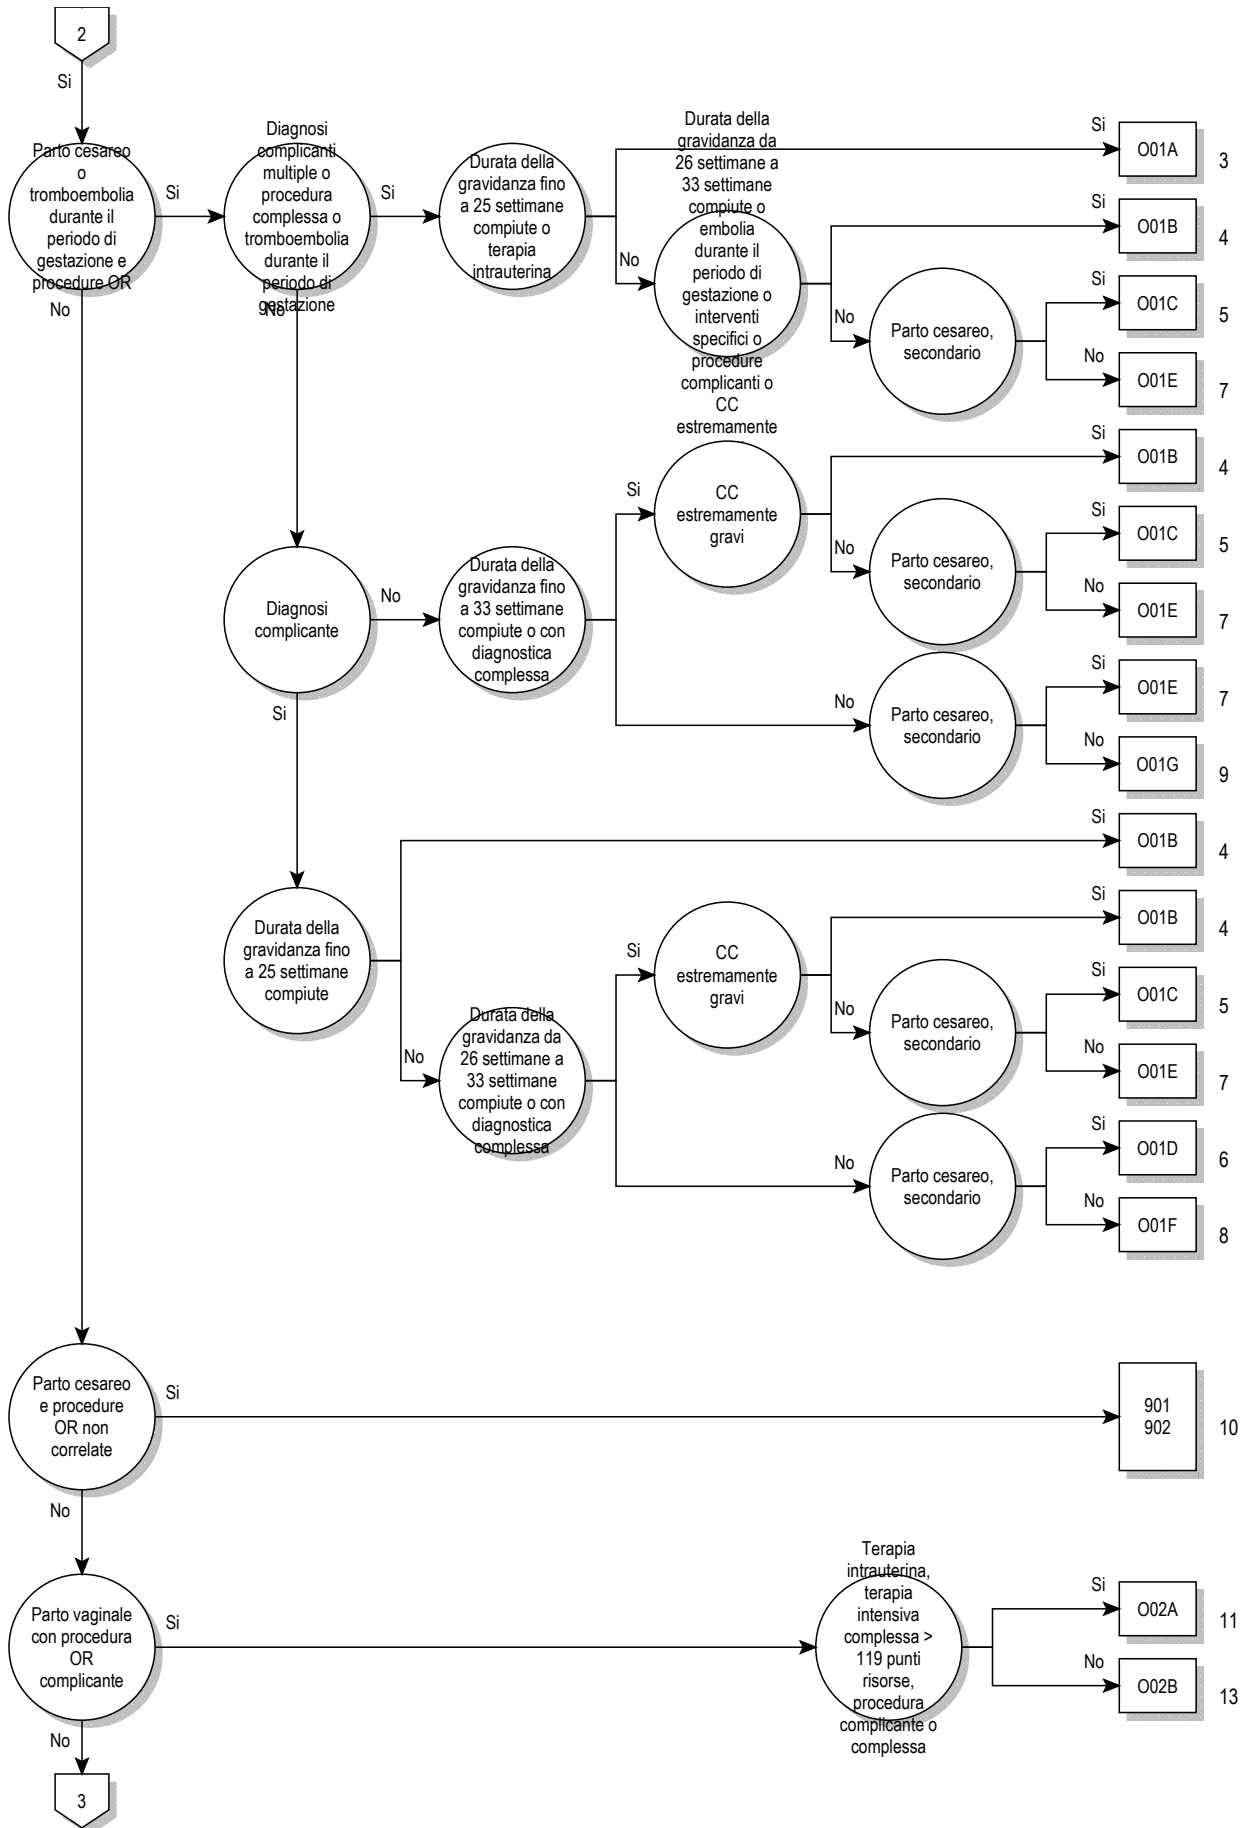 2
Si
Parto cesareo
o
tromboembolia
durante il
periodo di
gestazione e
procedure OR
Si
No
Diagnosi
complicanti
multiple o
procedura
complessa o
tromboembolia
durante il
periodo di
gestazione
Si
No
Durata della
gravidanza fino
a 25 settimane
compiute o
terapia
intrauterina
Si
O01A
3
No
Durata della
gravidanza da
26 settimane a
33 settimane
compiute o
embolia
durante il
periodo di
gestazione o
interventi
specifici o
procedure
complicanti o
CC
estremamente
Si
O01B
4
No
Parto cesareo,
secondario
Si
O01C
5
No
O01E
7
Diagnosi
complicante
No
Si
Durata della
gravidanza fino
a 33 settimane
compiute o con
diagnostica
complessa
Si
CC
estremamente
gravi
Si
O01B
4
No
Parto cesareo,
secondario
Si
O01C
5
No
O01E
7
No
Parto cesareo,
secondario
Si
O01E
7
No
O01G
9
Durata della
gravidanza fino
a 25 settimane
compiute
Si
O01B
4
No
Durata della
gravidanza da
26 settimane a
33 settimane
compiute o con
diagnostica
complessa
Si
CC
estremamente
gravi
Si
O01B
4
No
Parto cesareo,
secondario
Si
O01C
5
No
O01E
7
No
Parto cesareo,
secondario
Si
O01D
6
No
O01F
8
Parto cesareo
e procedure
OR non
correlate
Si
901
902
10
No
Parto vaginale
con procedura
OR
complicante
Si
Terapia
intrauterina,
terapia
intensiva
complessa >
119 punti
risorse,
procedura
complicante o
complessa
Si
O02A
11
No
O02B
13
No
3